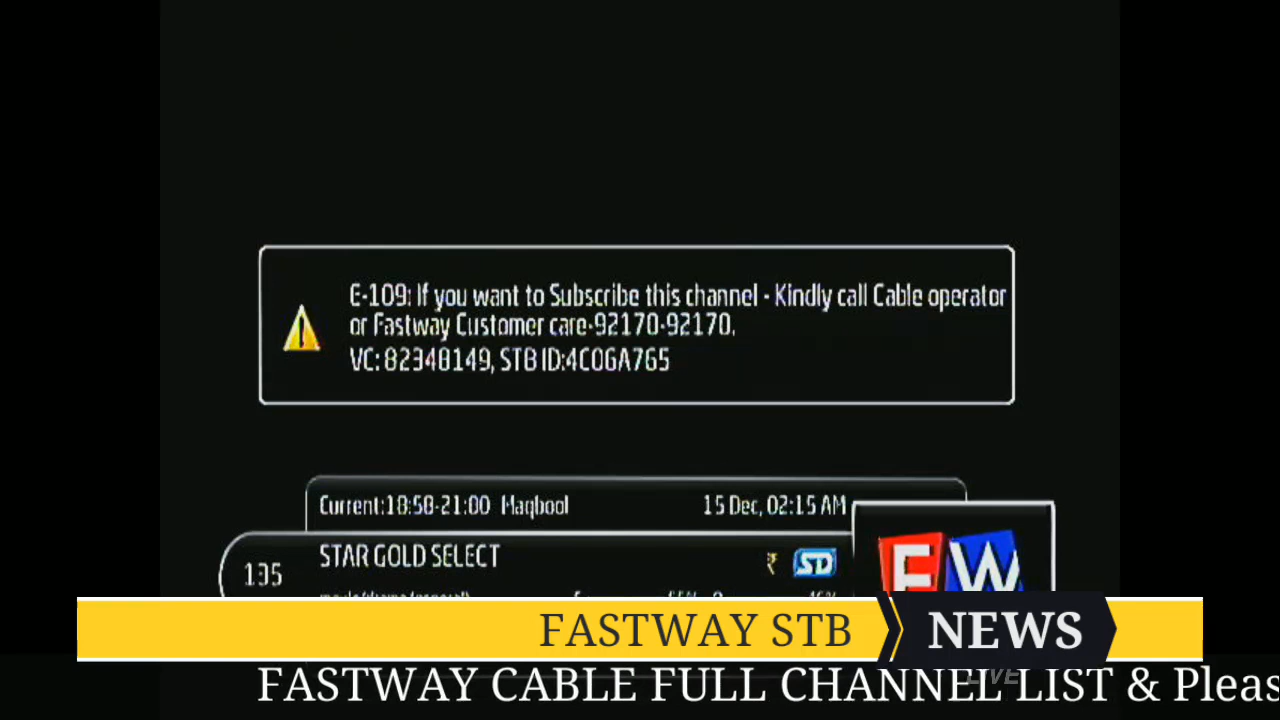 E-109: If you want to Subscribe this channel - Kindly call Cable operator
or Fastway Customer care-92170-92170.
VC: 82348149, STB ID:4C06A765
Current:18:58-21:00 Maqbool 15 Dec, 02:15 AM
STAR GOLD SELECT ₹ SD
195
FW
FASTWAY STB NEWS
LIVE
FASTWAY CABLE FULL CHANNEL LIST & Pleas